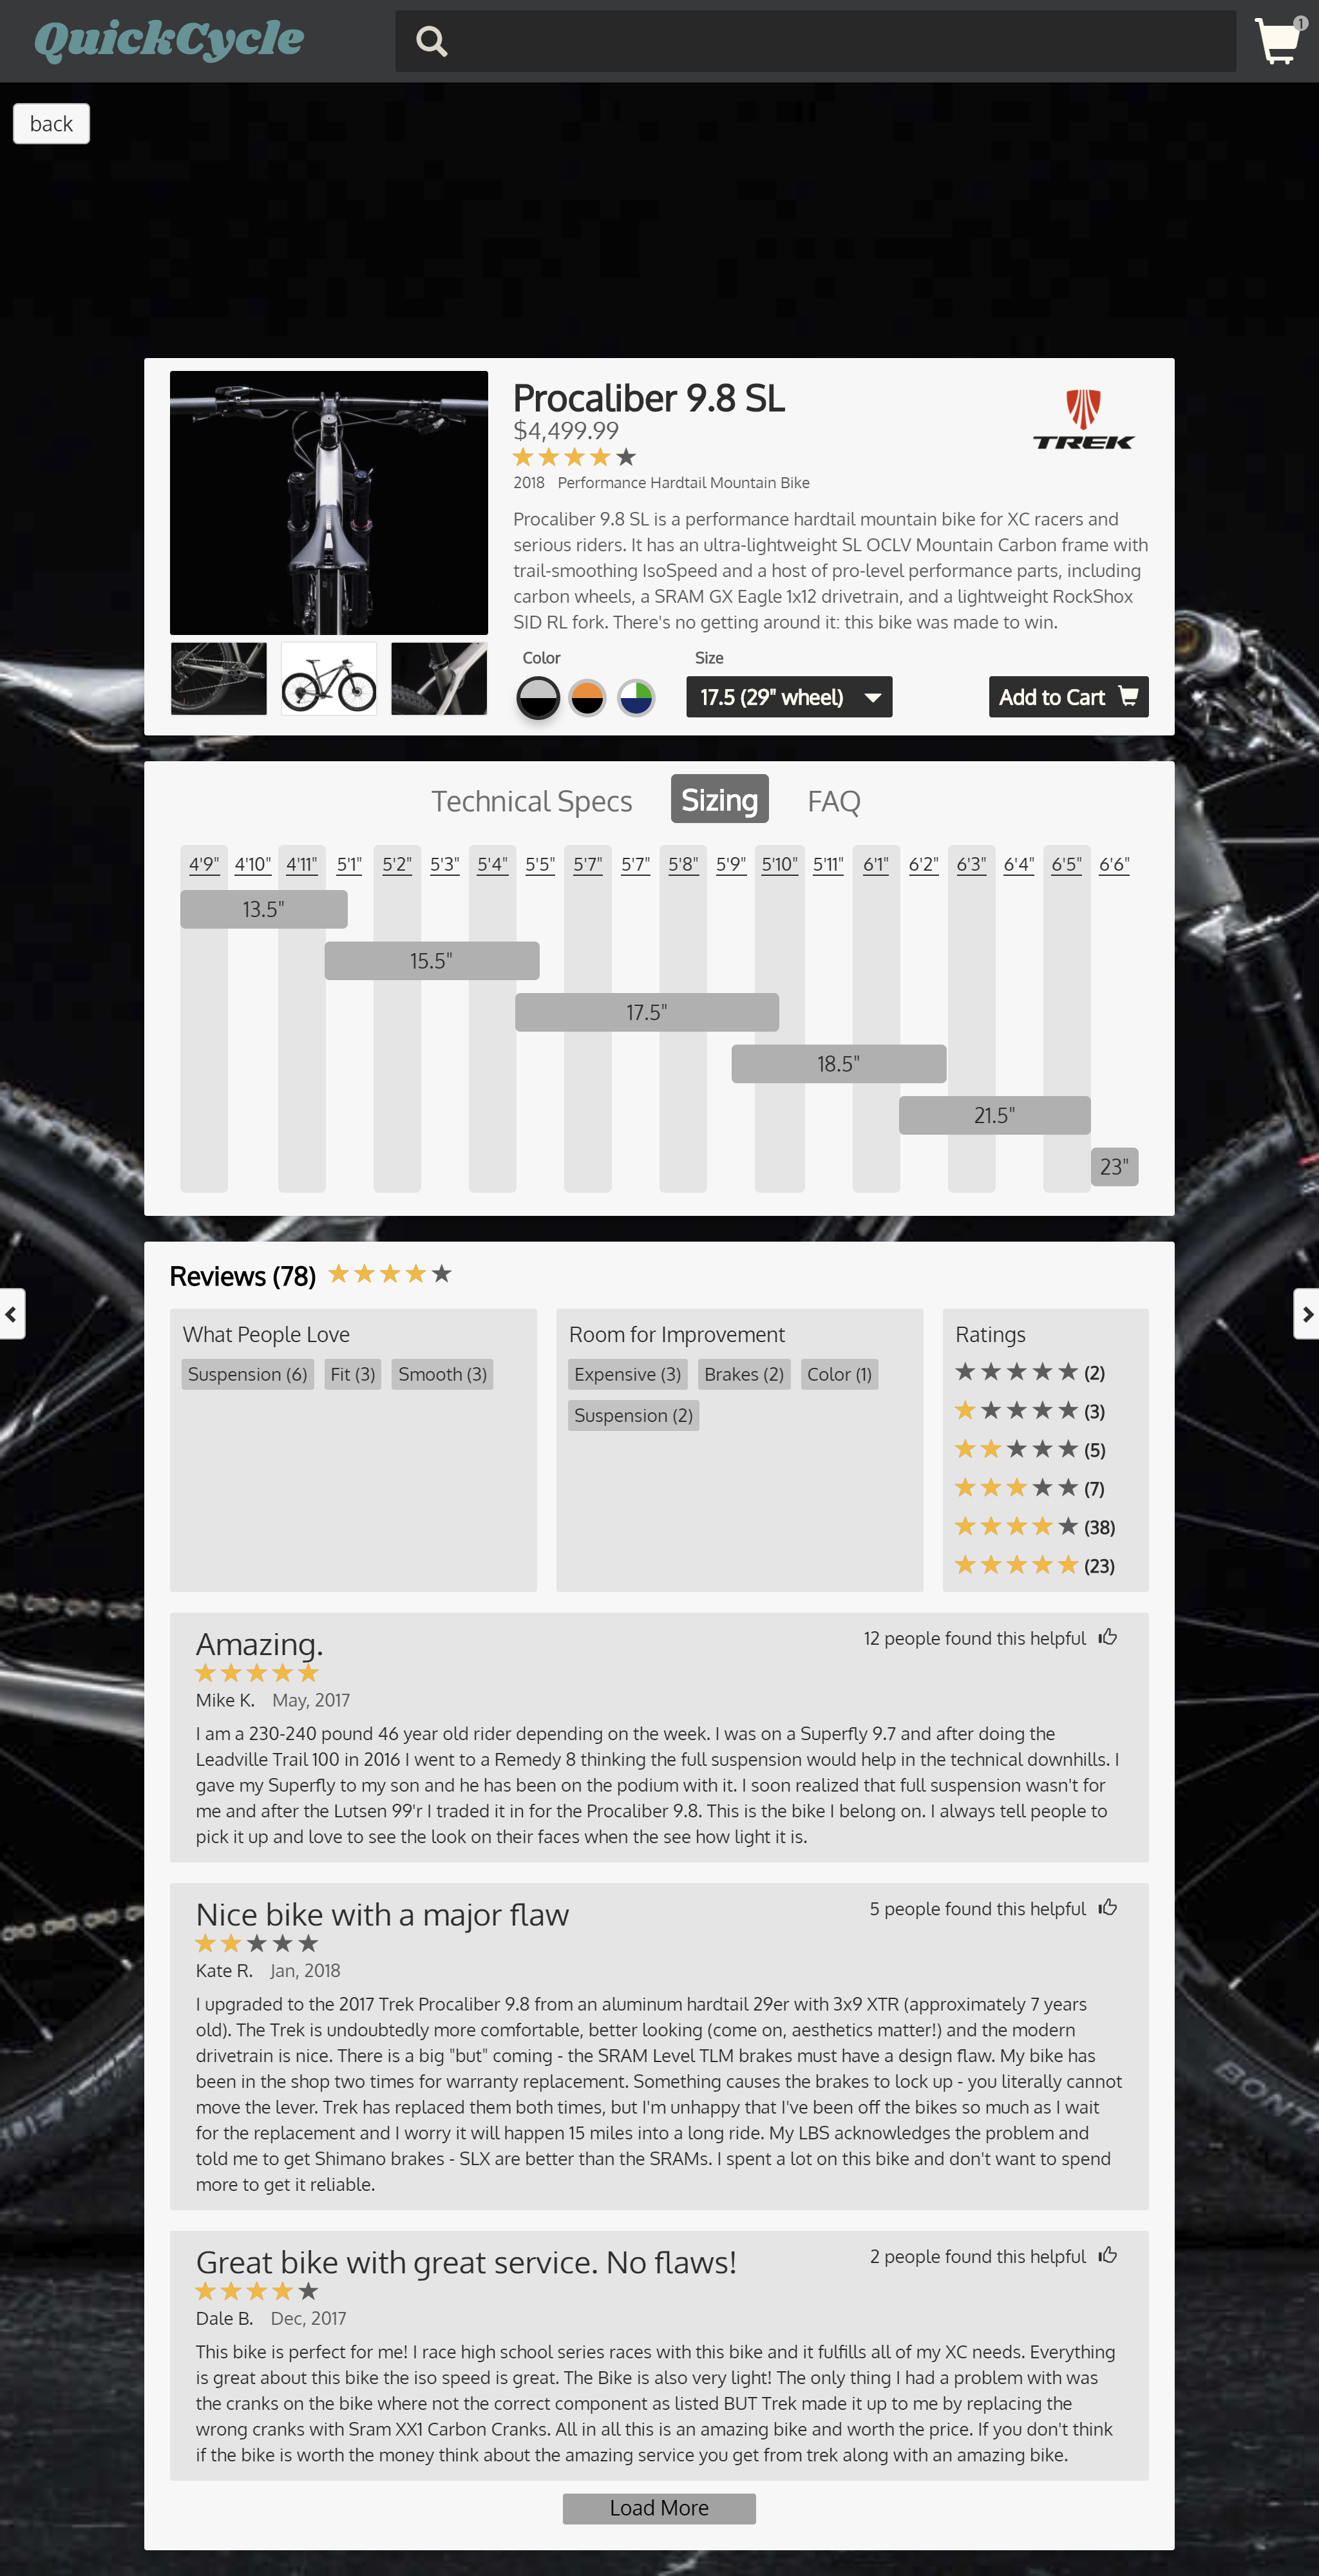 QuickCycle
1
back
Procaliber 9.8 SL
$4,499.99
TREK
2018 Performance Hardtail Mountain Bike
Procaliber 9.8 SL is a performance hardtail mountain bike for XC racers and
serious riders. It has an ultra-lightweight SL OCLV Mountain Carbon frame with
trail-smoothing IsoSpeed and a host of pro-level performance parts, including
carbon wheels, a SRAM GX Eagle 1x12 drivetrain, and a lightweight RockShox
SID RL fork. There's no getting around it: this bike was made to win.
Color Size
17.5 (29" wheel) Add to Cart
Technical Specs Sizing FAQ
4'9" 4'10" 4'11" 5'1" 5'2" 5'3" 5'4" 5'5" 5'7" 5'7" 5'8" 5'9" 5'10" 5'11" 6'1" 6'2" 6'3" 6'4" 6'5" 6'6"
13.5"
15.5"
17.5"
18.5"
21.5"
23"
Reviews (78)
What People Love
Suspension (6) Fit (3) Smooth (3)
Room for Improvement
Expensive (3) Brakes (2) Color (1)
Suspension (2)
Ratings
(2)
(3)
(5)
(7)
(38)
(23)
Amazing.
12 people found this helpful
Mike K. May, 2017
I am a 230-240 pound 46 year old rider depending on the week. I was on a Superfly 9.7 and after doing the
Leadville Trail 100 in 2016 I went to a Remedy 8 thinking the full suspension would help in the technical downhills. I
gave my Superfly to my son and he has been on the podium with it. I soon realized that full suspension wasn't for
me and after the Lutsen 99'r I traded it in for the Procaliber 9.8. This is the bike I belong on. I always tell people to
pick it up and love to see the look on their faces when the see how light it is.
Nice bike with a major flaw
5 people found this helpful
Kate R. Jan, 2018
I upgraded to the 2017 Trek Procaliber 9.8 from an aluminum hardtail 29er with 3x9 XTR (approximately 7 years
old). The Trek is undoubtedly more comfortable, better looking (come on, aesthetics matter!) and the modern
drivetrain is nice. There is a big "but" coming - the SRAM Level TLM brakes must have a design flaw. My bike has
been in the shop two times for warranty replacement. Something causes the brakes to lock up - you literally cannot
move the lever. Trek has replaced them both times, but I'm unhappy that I've been off the bikes so much as I wait
for the replacement and I worry it will happen 15 miles into a long ride. My LBS acknowledges the problem and
told me to get Shimano brakes - SLX are better than the SRAMs. I spent a lot on this bike and don't want to spend
more to get it reliable.
Great bike with great service. No flaws!
2 people found this helpful
Dale B. Dec, 2017
This bike is perfect for me! I race high school series races with this bike and it fulfills all of my XC needs. Everything
is great about this bike the iso speed is great. The Bike is also very light! The only thing I had a problem with was
the cranks on the bike where not the correct component as listed BUT Trek made it up to me by replacing the
wrong cranks with Sram XX1 Carbon Cranks. All in all this is an amazing bike and worth the price. If you don't think
if the bike is worth the money think about the amazing service you get from trek along with an amazing bike.
Load More